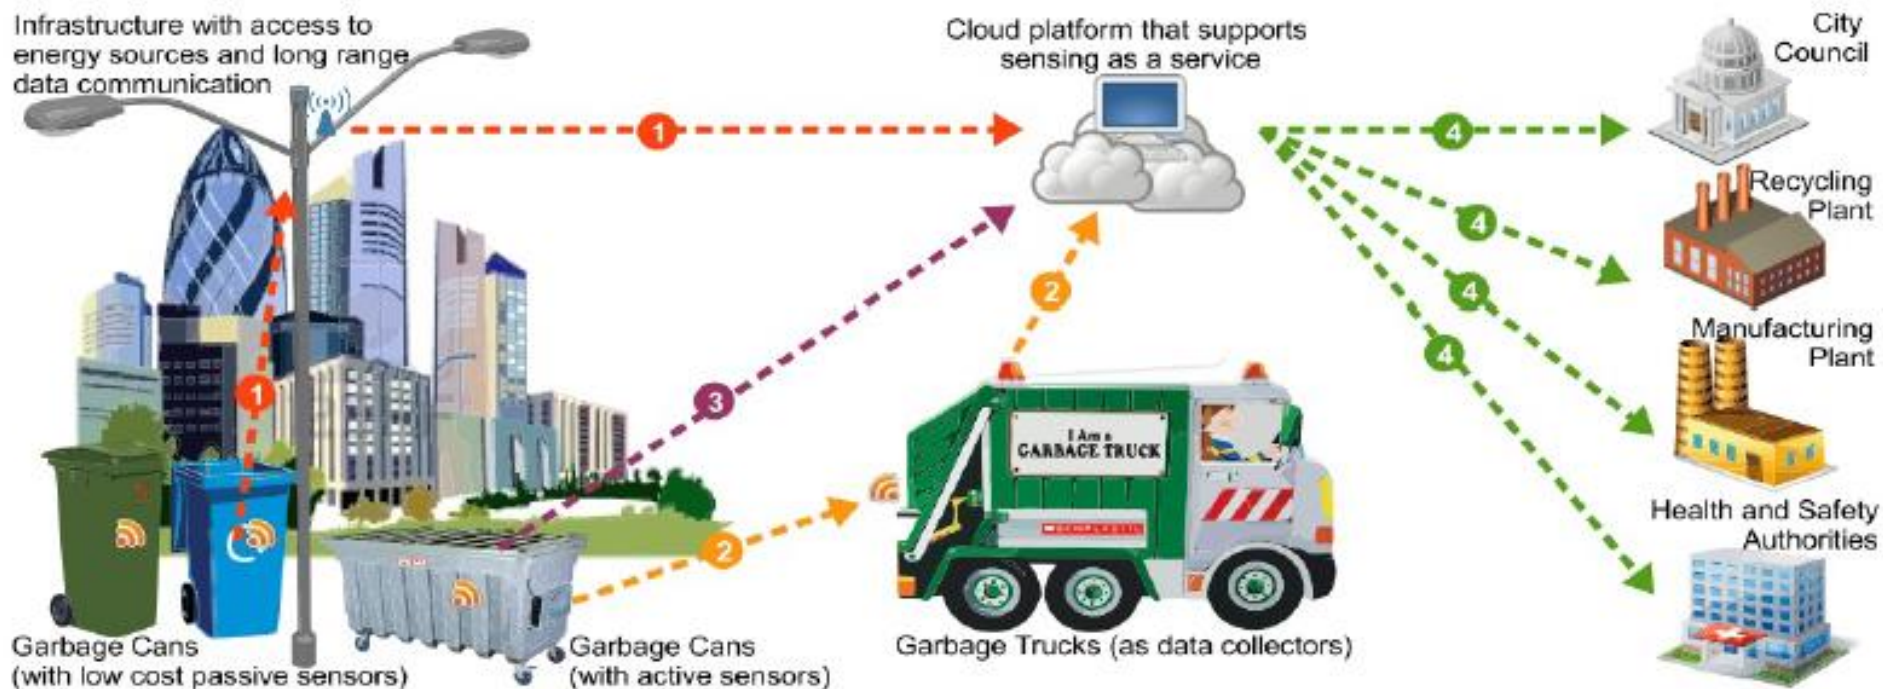 Infrastructure with access to
energy sources and long range
data communication
Cloud platform that supports
sensing as a service
City
Council
1
4
Recycling
Plant
4
2
4
Manufacturing
Plant
4
1
3
I Am a
GARBAGE TRUCK
2
Health and Safety
Authorities
Garbage Cans
(with low cost passive sensors)
Garbage Cans
(with active sensors)
Garbage Trucks (as data collectors)